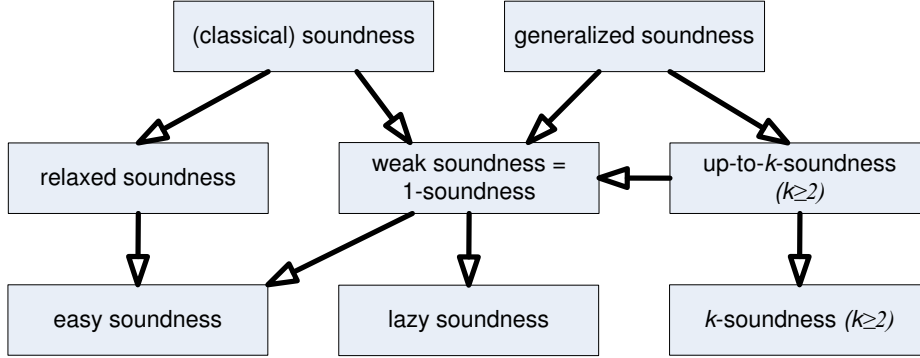 (classical) soundness
generalized soundness
relaxed soundness
weak soundness =
1-soundness
up-to-k-soundness
(k≥2)
easy soundness
lazy soundness
k-soundness (k≥2)